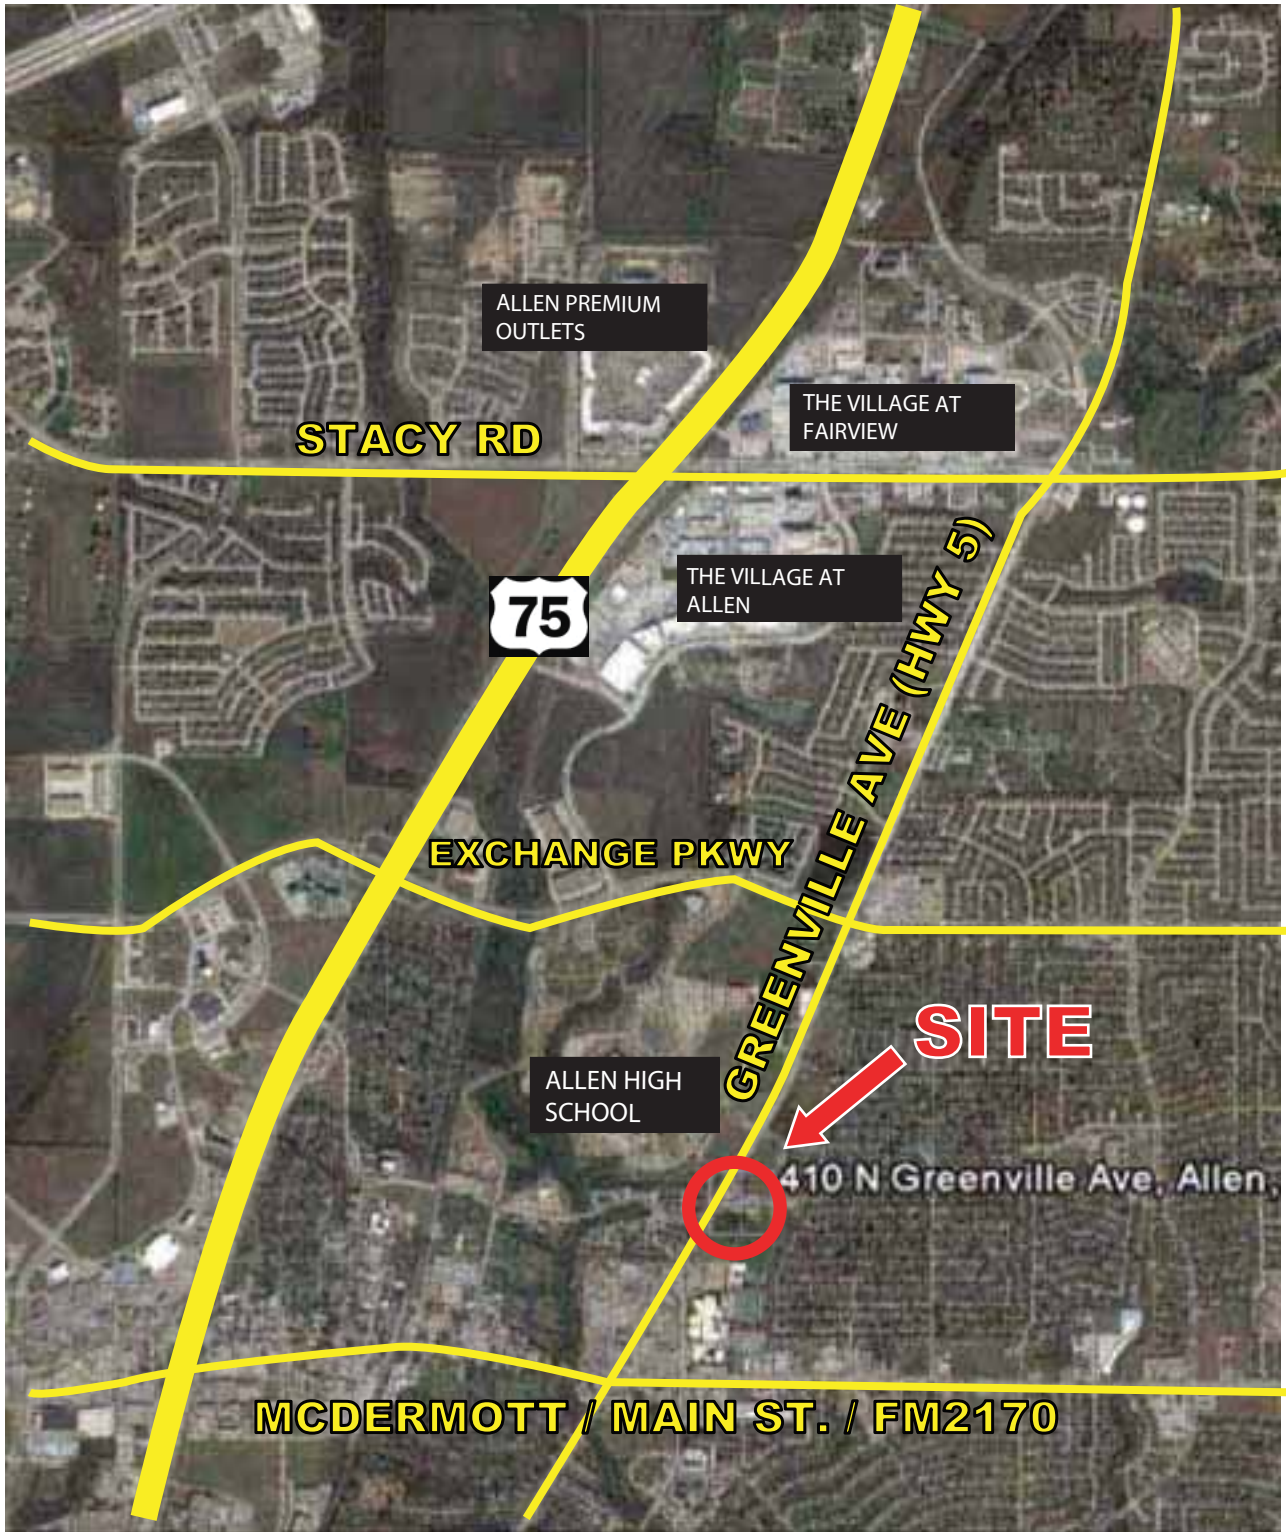 ALLEN PREMIUM
OUTLETS
THE VILLAGE AT
FAIRVIEW
STACY RD
THE VILLAGE AT
ALLEN
75
GREENVILLE AVE (HWY 5)
EXCHANGE PKWY
SITE
ALLEN HIGH
SCHOOL
410 N Greenville Ave, Allen,
MCDERMOTT / MAIN ST. / FM2170